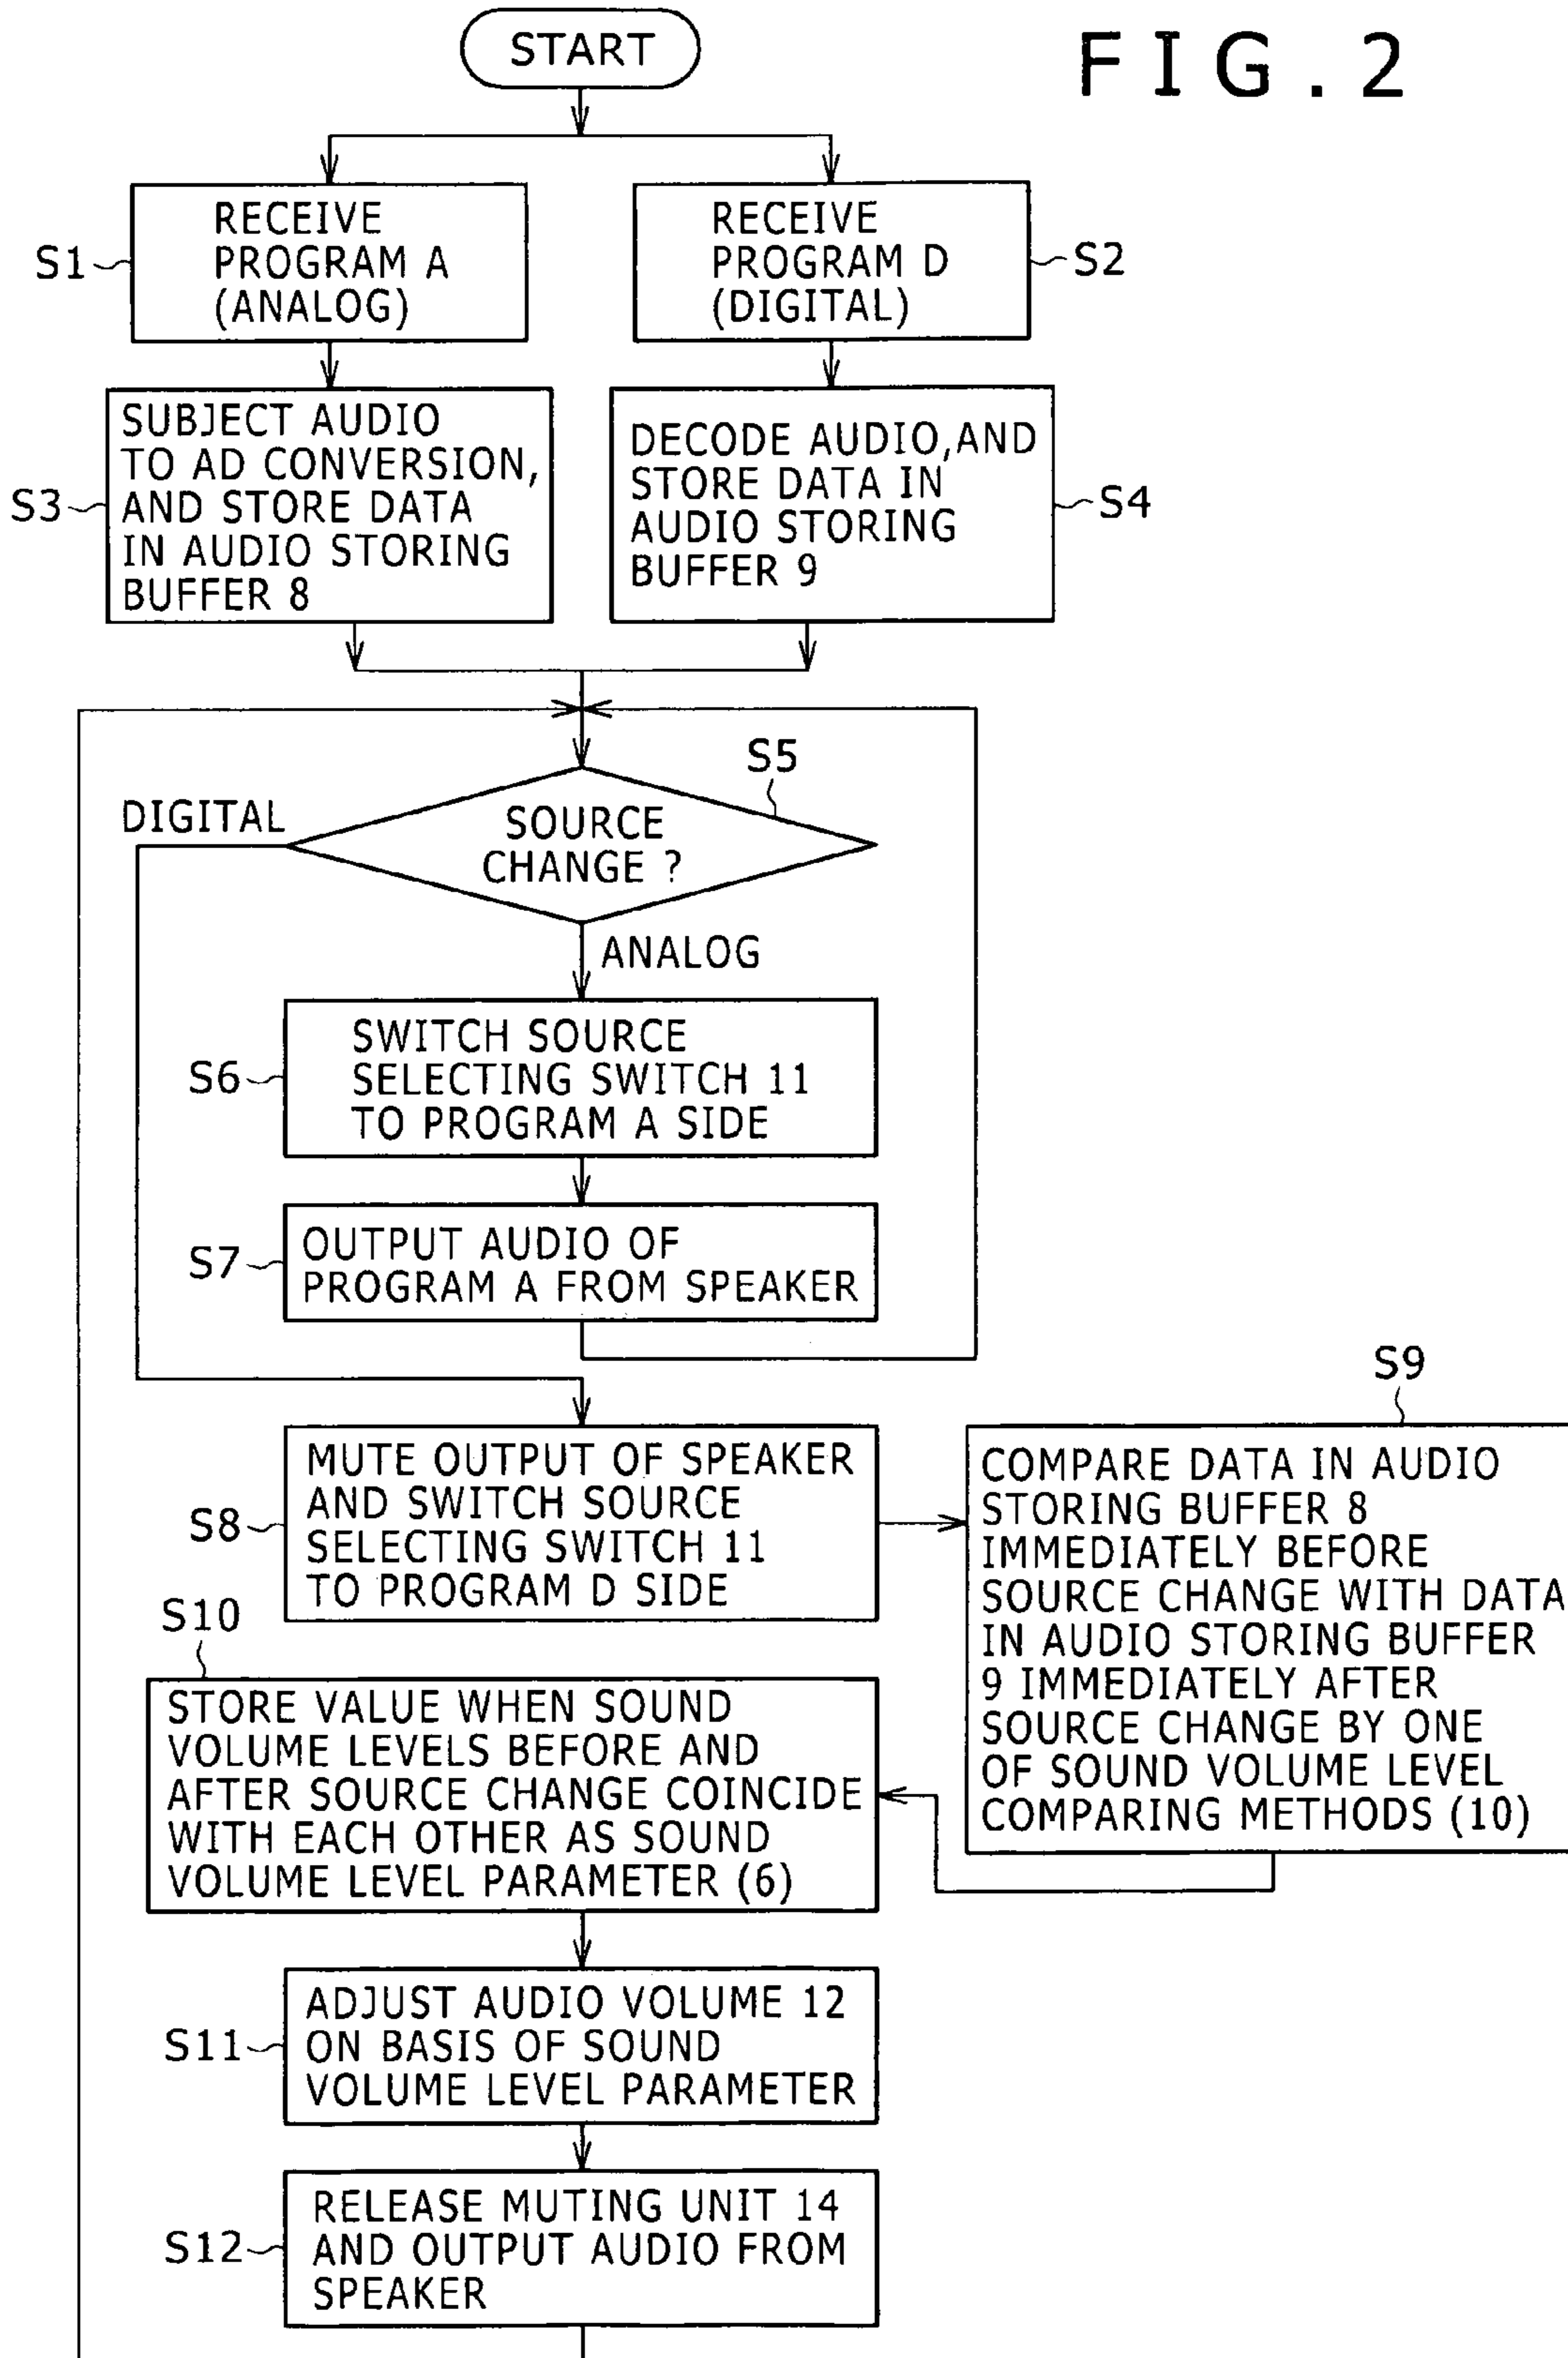 START
FIG.2
RECEIVE
PROGRAM A
(ANALOG)
S1
RECEIVE
PROGRAM D
(DIGITAL)
S2
SUBJECT AUDIO
TO AD CONVERSION,
AND STORE DATA
IN AUDIO STORING
BUFFER 8
S3
DECODE AUDIO, AND
STORE DATA IN
AUDIO STORING
BUFFER 9
S4
S5
DIGITAL
SOURCE
CHANGE ?
ANALOG
S6
SWITCH SOURCE
SELECTING SWITCH 11
TO PROGRAM A SIDE
S7
OUTPUT AUDIO OF
PROGRAM A FROM SPEAKER
S8
MUTE OUTPUT OF SPEAKER
AND SWITCH SOURCE
SELECTING SWITCH 11
TO PROGRAM D SIDE
S9
COMPARE DATA IN AUDIO
STORING BUFFER 8
IMMEDIATELY BEFORE
SOURCE CHANGE WITH DATA
IN AUDIO STORING BUFFER
9 IMMEDIATELY AFTER
SOURCE CHANGE BY ONE
OF SOUND VOLUME LEVEL
COMPARING METHODS (10)
S10
STORE VALUE WHEN SOUND
VOLUME LEVELS BEFORE AND
AFTER SOURCE CHANGE COINCIDE
WITH EACH OTHER AS SOUND
VOLUME LEVEL PARAMETER (6)
S11
ADJUST AUDIO VOLUME 12
ON BASIS OF SOUND
VOLUME LEVEL PARAMETER
S12
RELEASE MUTING UNIT 14
AND OUTPUT AUDIO FROM
SPEAKER